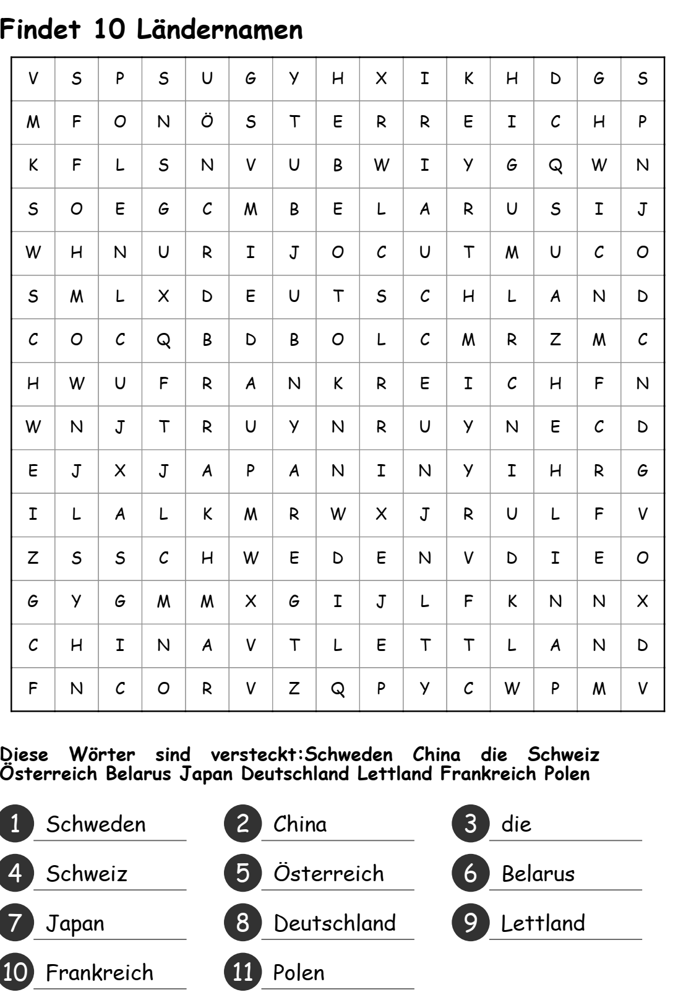 Findet 10 Ländernamen
V S P S U G Y H X I K H D G S
M F O N Ö S T E R R E I C H P
K F L S N V U B W I Y G Q W N
S O E G C M B E L A R U S I J
W H N U R I J O C U T M U C O
S M L X D E U T S C H L A N D
C O C Q B D B O L C M R Z M C
H W U F R A N K R E I C H F N
W N J T R U Y N R U Y N E C D
E J X J A P A N I N Y I H R G
I L A L K M R W X J R U L F V
Z S S C H W E D E N V D I E O
G Y G M M X G I J L F K N N X
C H I N A V T L E T T L A N D
F N C O R V Z Q P Y C W P M V
Diese Wörter sind versteckt:Schweden China die Schweiz
Österreich Belarus Japan Deutschland Lettland Frankreich Polen
1 Schweden 2 China 3 die
4 Schweiz 5 Österreich 6 Belarus
7 Japan 8 Deutschland 9 Lettland
10 Frankreich 11 Polen